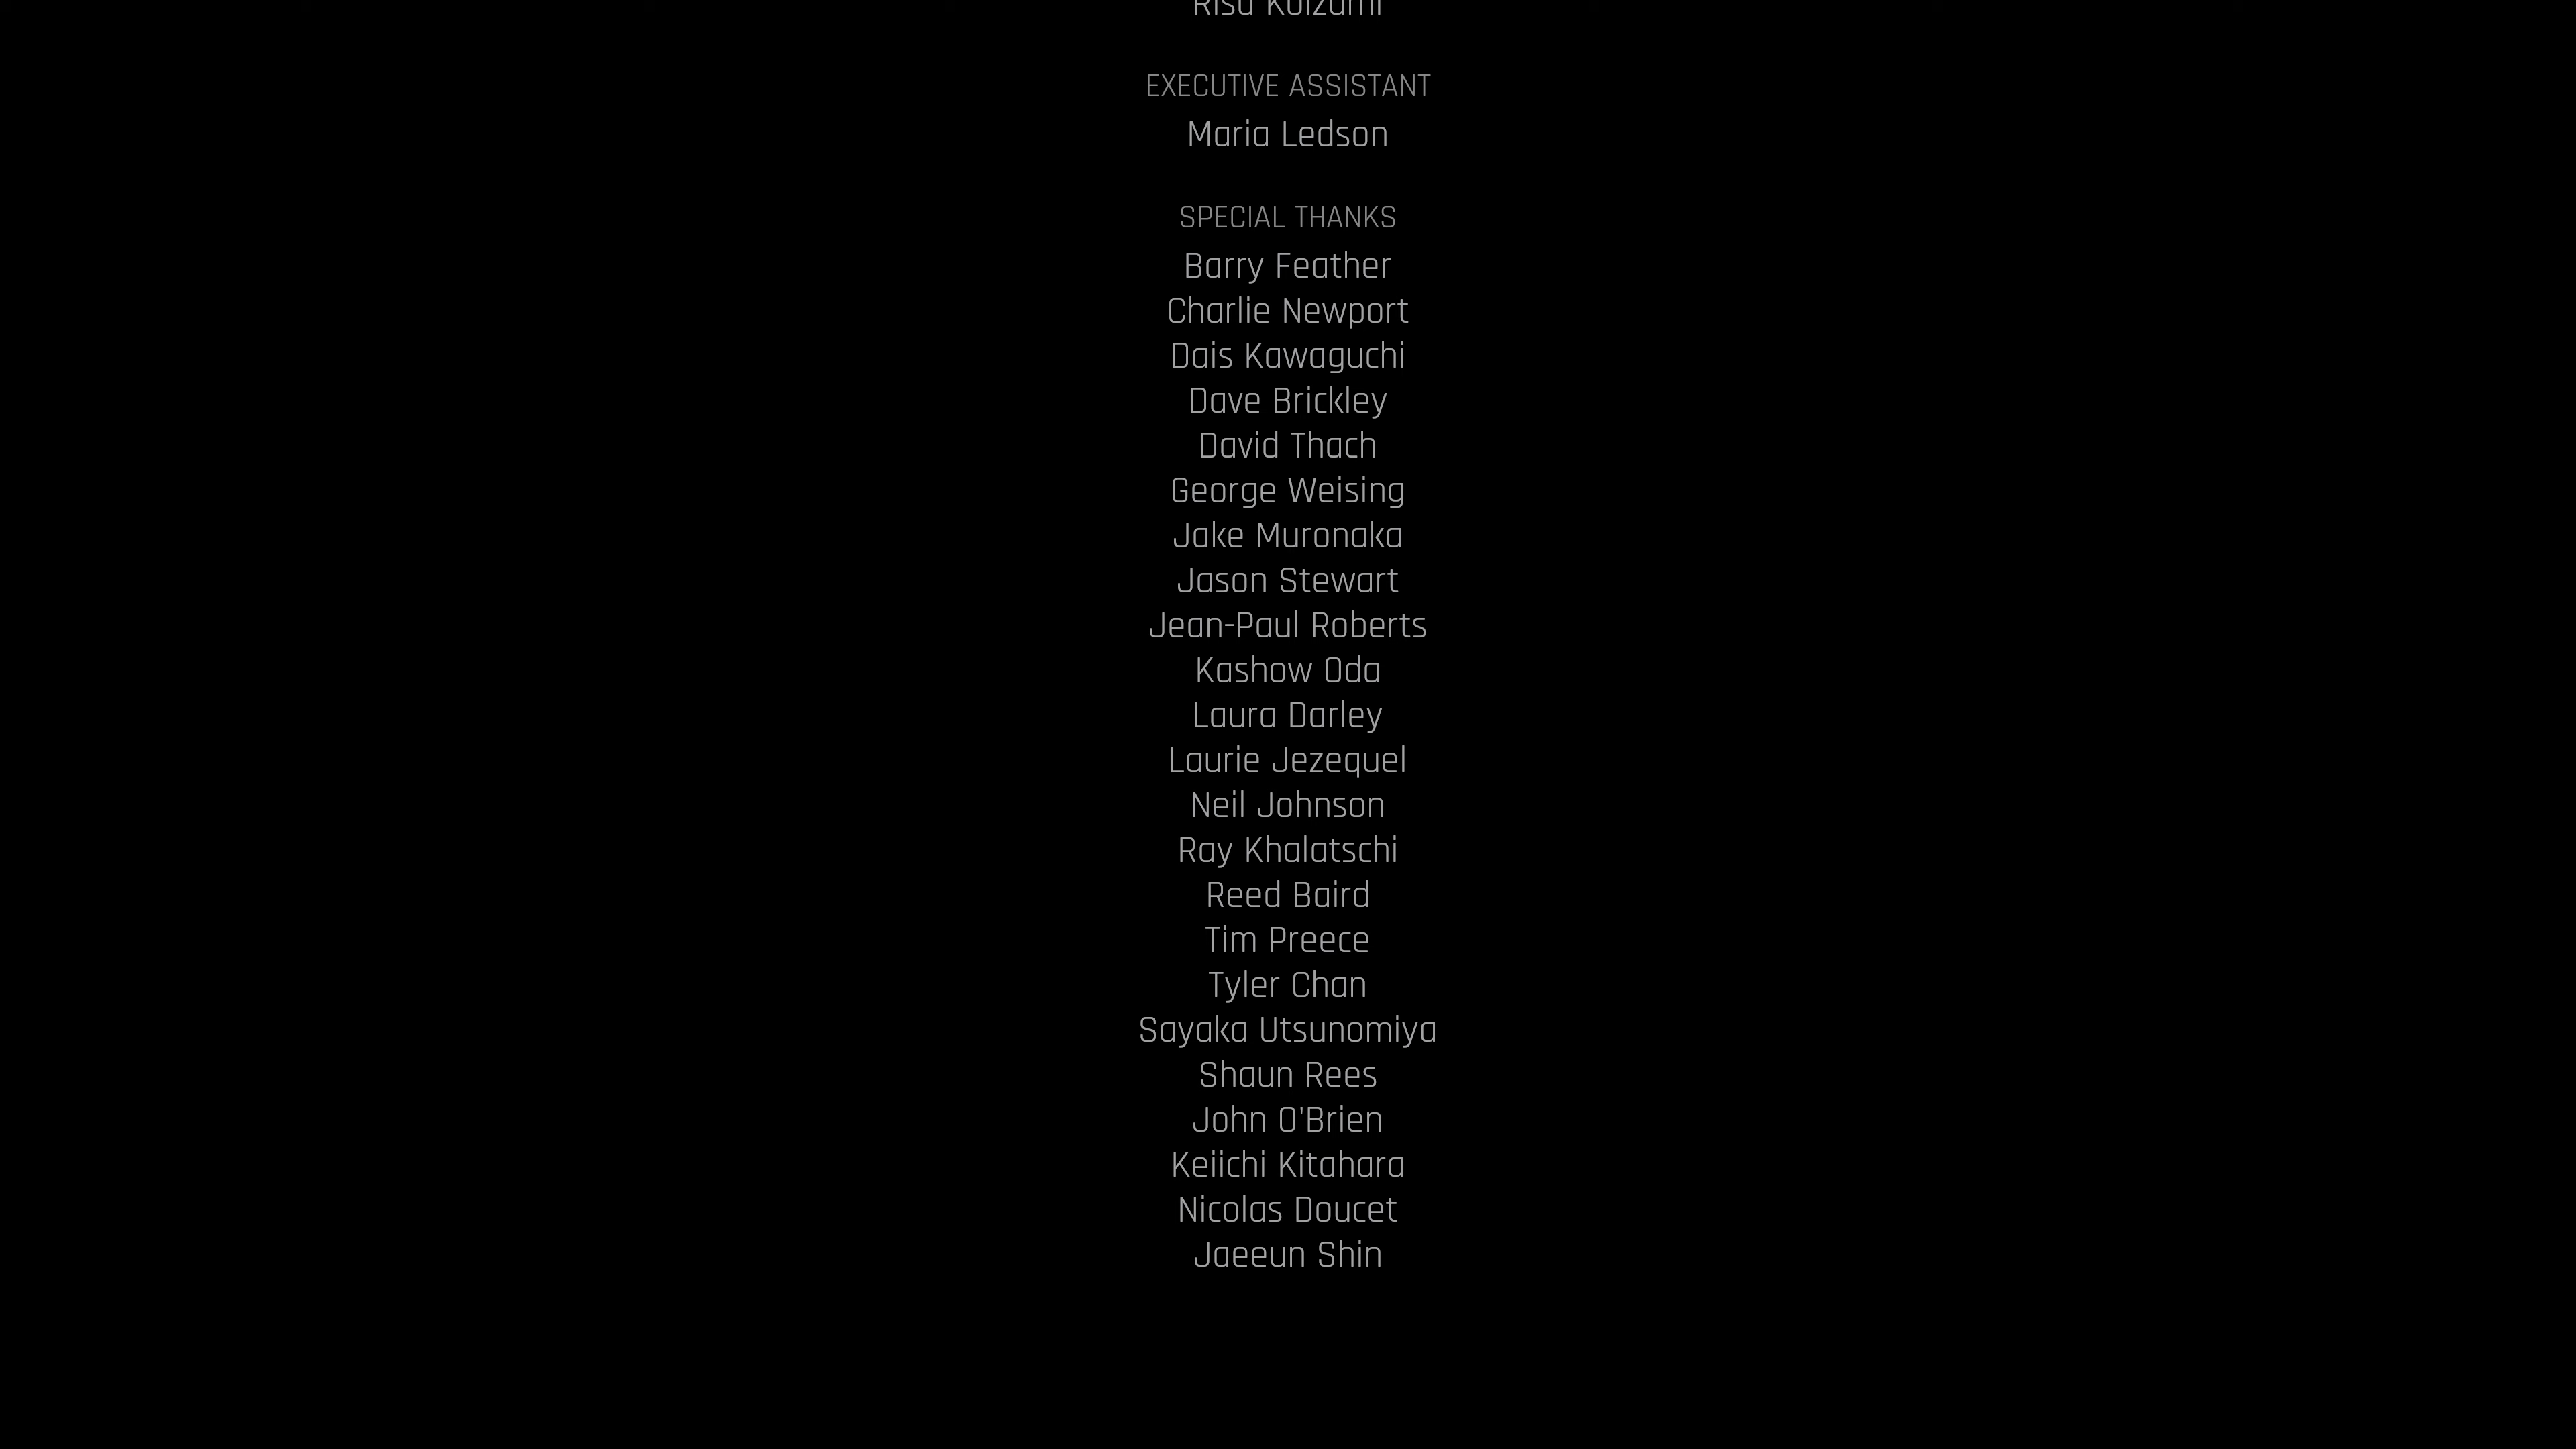 Risa Koizumi
EXECUTIVE ASSISTANT
Maria Ledson
SPECIAL THANKS
Barry Feather
Charlie Newport
Dais Kawaguchi
Dave Brickley
David Thach
George Weising
Jake Muronaka
Jason Stewart
Jean-Paul Roberts
Kashow Oda
Laura Darley
Laurie Jezequel
Neil Johnson
Ray Khalatschi
Reed Baird
Tim Preece
Tyler Chan
Sayaka Utsunomiya
Shaun Rees
John O'Brien
Keiichi Kitahara
Nicolas Doucet
Jaeeun Shin